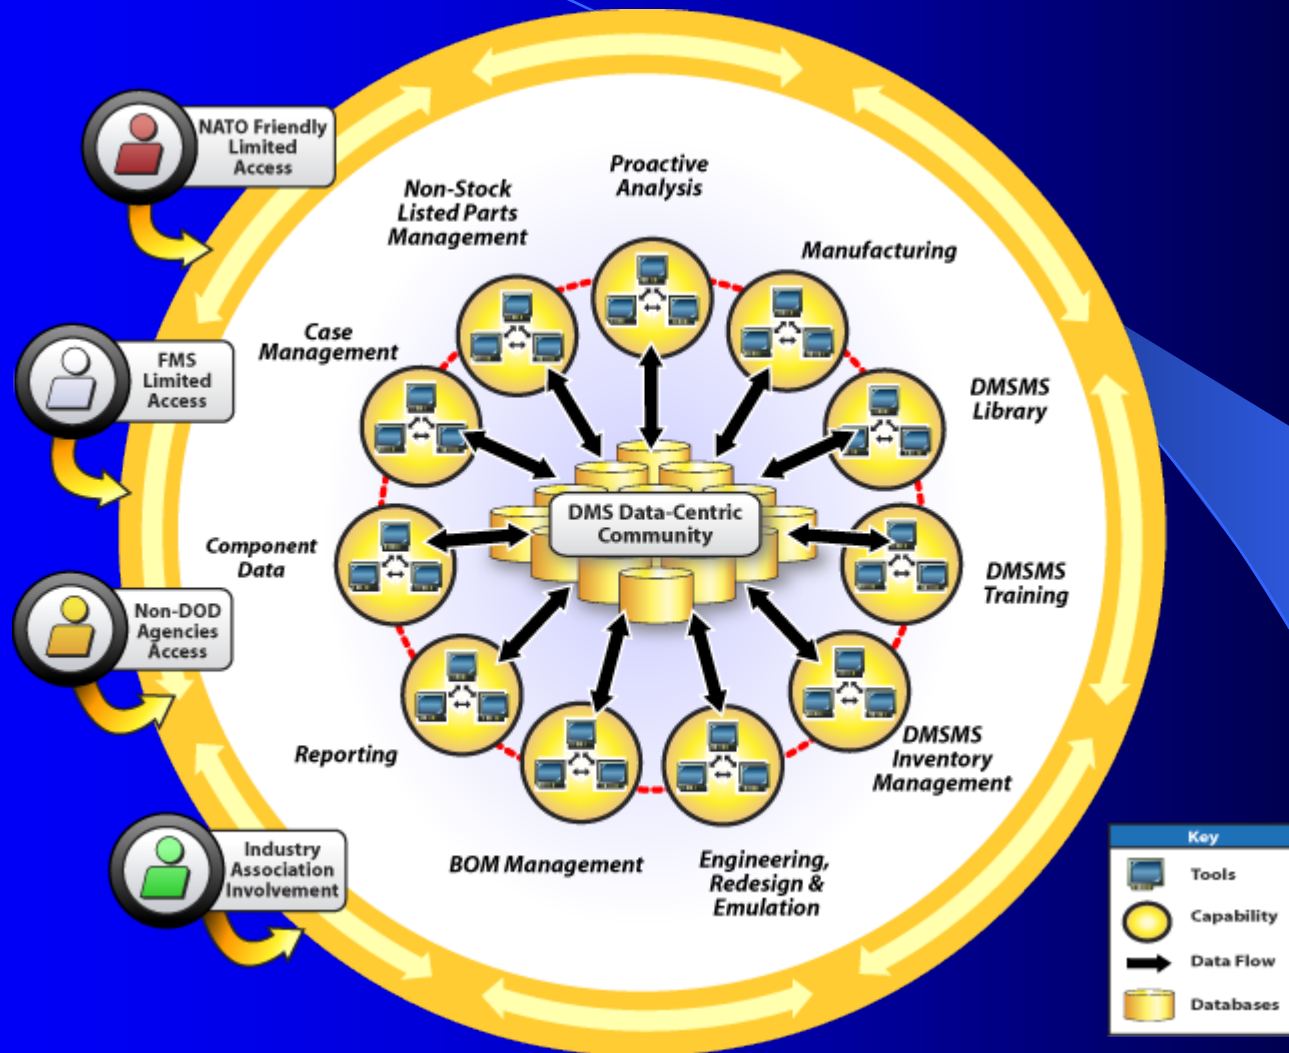 NATO Friendly
Limited
Access
FMS
Limited
Access
Non-DOD
Agencies
Access
Industry
Association
Involvement
Proactive
Analysis
Non-Stock
Listed Parts
Management
Manufacturing
Case
Management
DMSMS
Library
DMS Data-Centric
Community
Component
Data
DMSMS
Training
Reporting
DMSMS
Inventory
Management
BOM Management
Engineering,
Redesign &
Emulation
Key
Tools
Capability
Data Flow
Databases